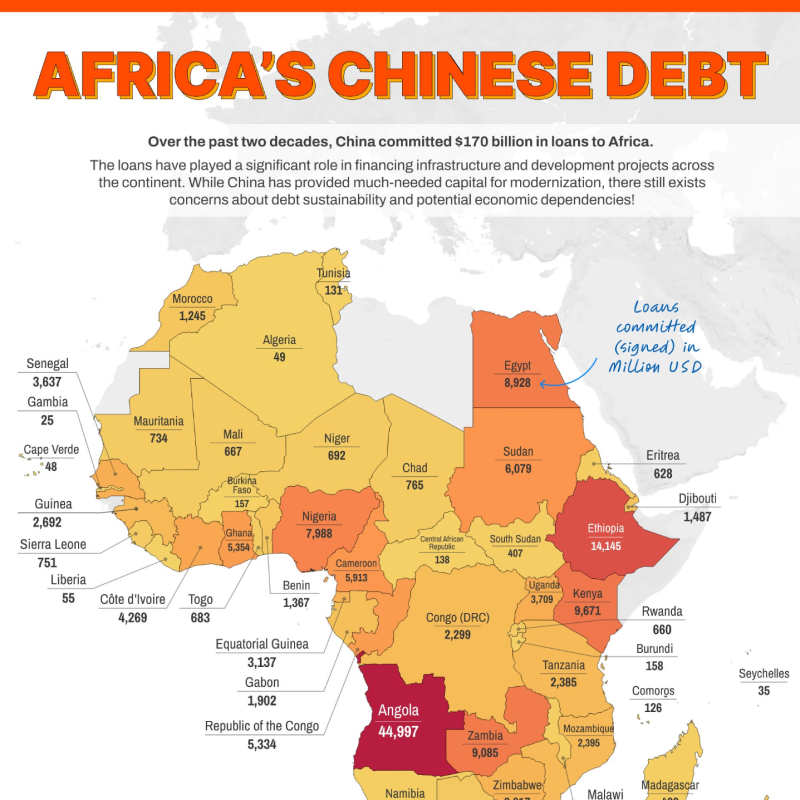 AFRICA'S CHINESE DEBT
Over the past two decades, China committed $170 billion in loans to Africa.
The loans have played a significant role in financing infrastructure and development projects across
the continent. While China has provided much-needed capital for modernization, there still exists
concerns about debt sustainability and potential economic dependencies!
Loans
committed
(signed) in
Million USD
Tunisia
131
Morocco
1,245
Algeria
49
Egypt
8,928
Senegal
3,637
Gambia
25
Cape Verde
48
Mauritania
734
Mali
667
Niger
692
Chad
765
Sudan
6,079
Eritrea
628
Djibouti
1,487
Burkina
Faso
157
Guinea
2,692
Sierra Leone
751
Liberia
55
Côte d'Ivoire
4,269
Ghana
5,354
Togo
683
Benin
1,367
Nigeria
7,988
Cameroon
5,913
Central African
Republic
138
South Sudan
407
Ethiopia
14,145
Uganda
3,709
Kenya
9,671
Rwanda
660
Burundi
158
Equatorial Guinea
3,137
Gabon
1,902
Republic of the Congo
5,334
Congo (DRC)
2,299
Tanzania
2,385
Comoros
126
Seychelles
35
Angola
44,997
Zambia
9,085
Mozambique
2,395
Namibia
Zimbabwe
Malawi
Madagascar